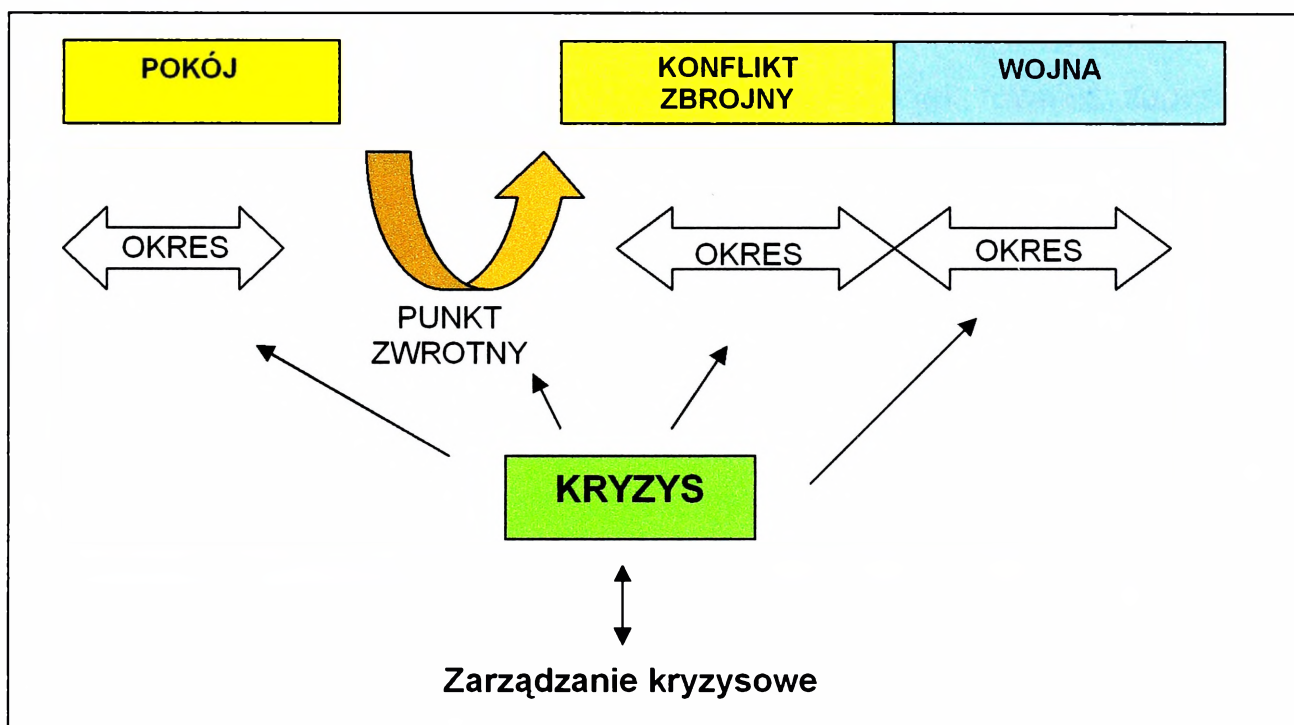 POKÓJ
KONFLIKT
ZBROJNY
WOJNA
OKRES
OKRES
OKRES
PUNKT
ZWROTNY
KRYZYS
Zarządzanie kryzysowe